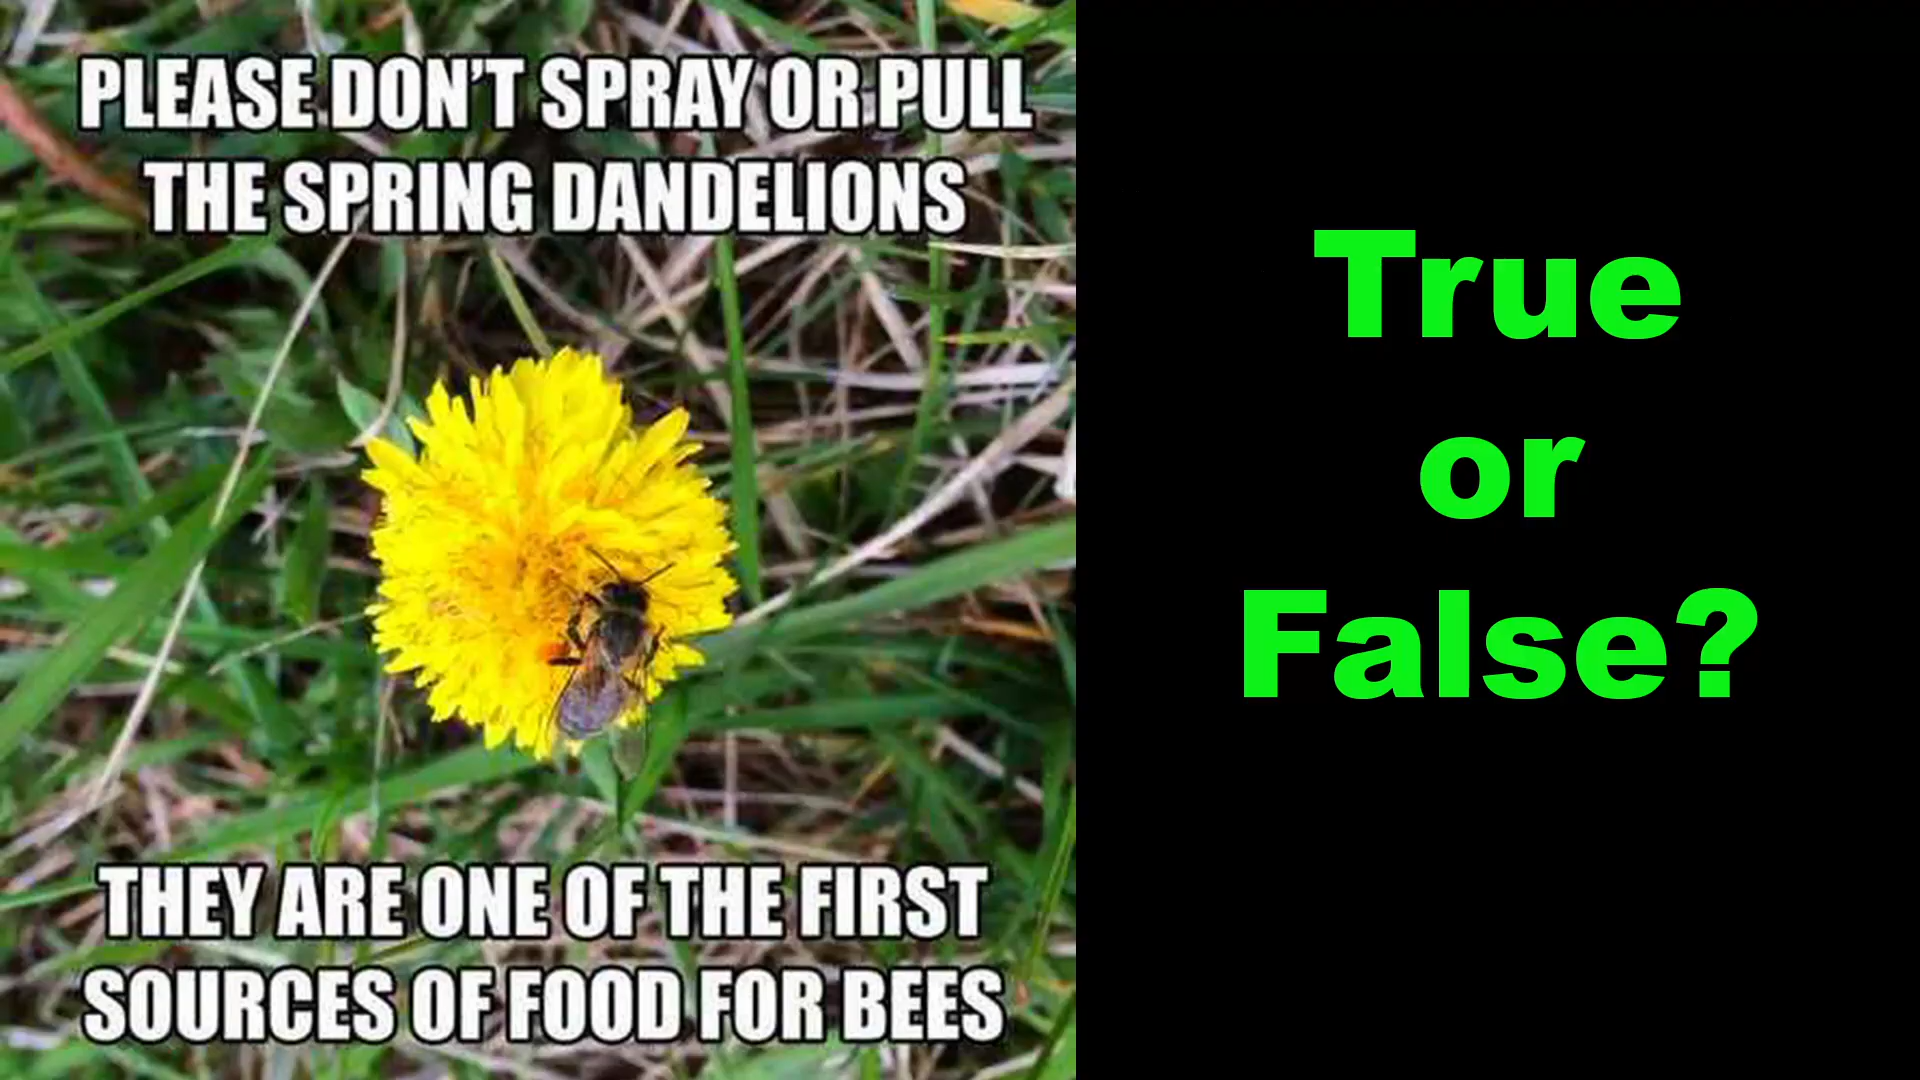 PLEASE DON'T SPRAY OR PULL
THE SPRING DANDELIONS
THEY ARE ONE OF THE FIRST
SOURCES OF FOOD FOR BEES
True
or
False?